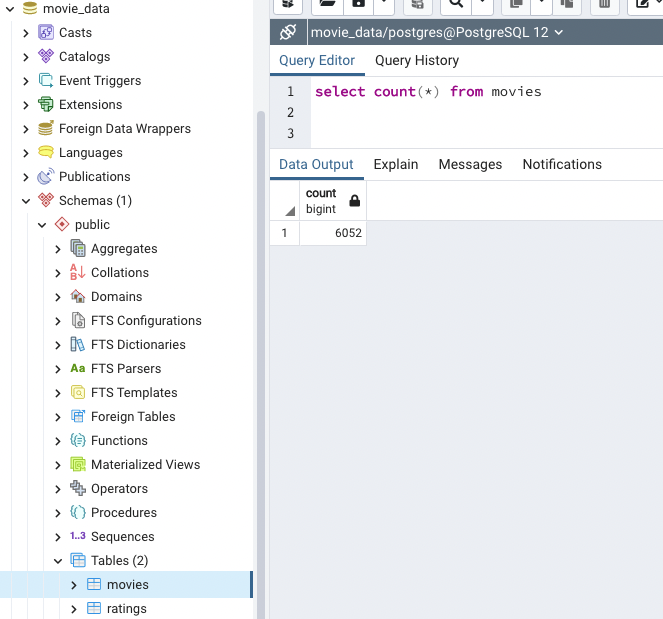 movie_data
Casts
Catalogs
Event Triggers
Extensions
Foreign Data Wrappers
Languages
Publications
Schemas (1)
public
Aggregates
Collations
Domains
FTS Configurations
FTS Dictionaries
Aa FTS Parsers
FTS Templates
Foreign Tables
Functions
Materialized Views
Operators
Procedures
1..3 Sequences
Tables (2)
movies
ratings
movie_data/postgres@PostgreSQL 12
Query Editor Query History
1 select count(*) from movies
2
3
Data Output Explain Messages Notifications
count
bigint
1 6052